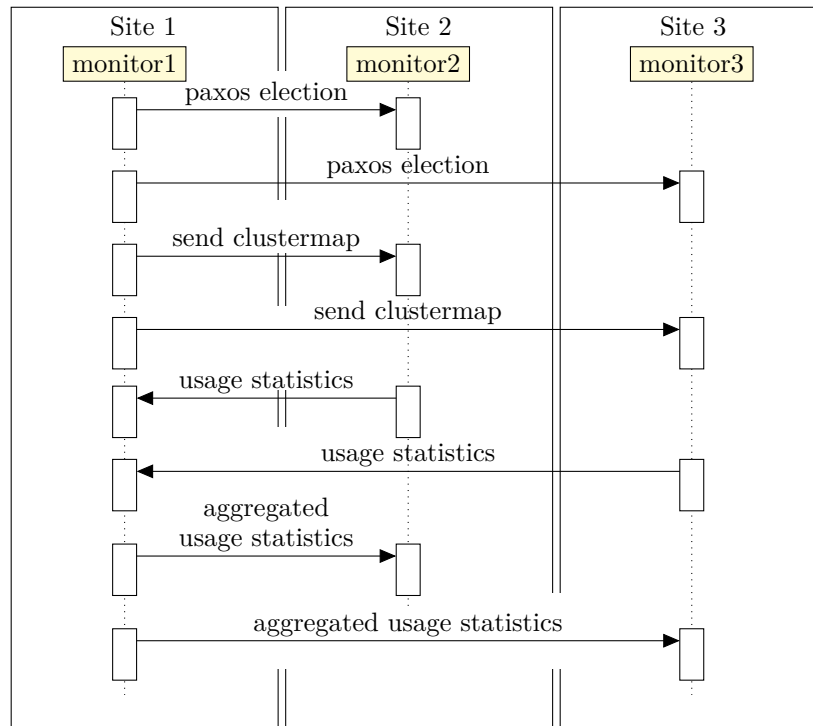 Site 1
Site 2
Site 3
monitor1
monitor2
monitor3
paxos election
paxos election
send clustermap
send clustermap
usage statistics
usage statistics
aggregated
usage statistics
aggregated usage statistics